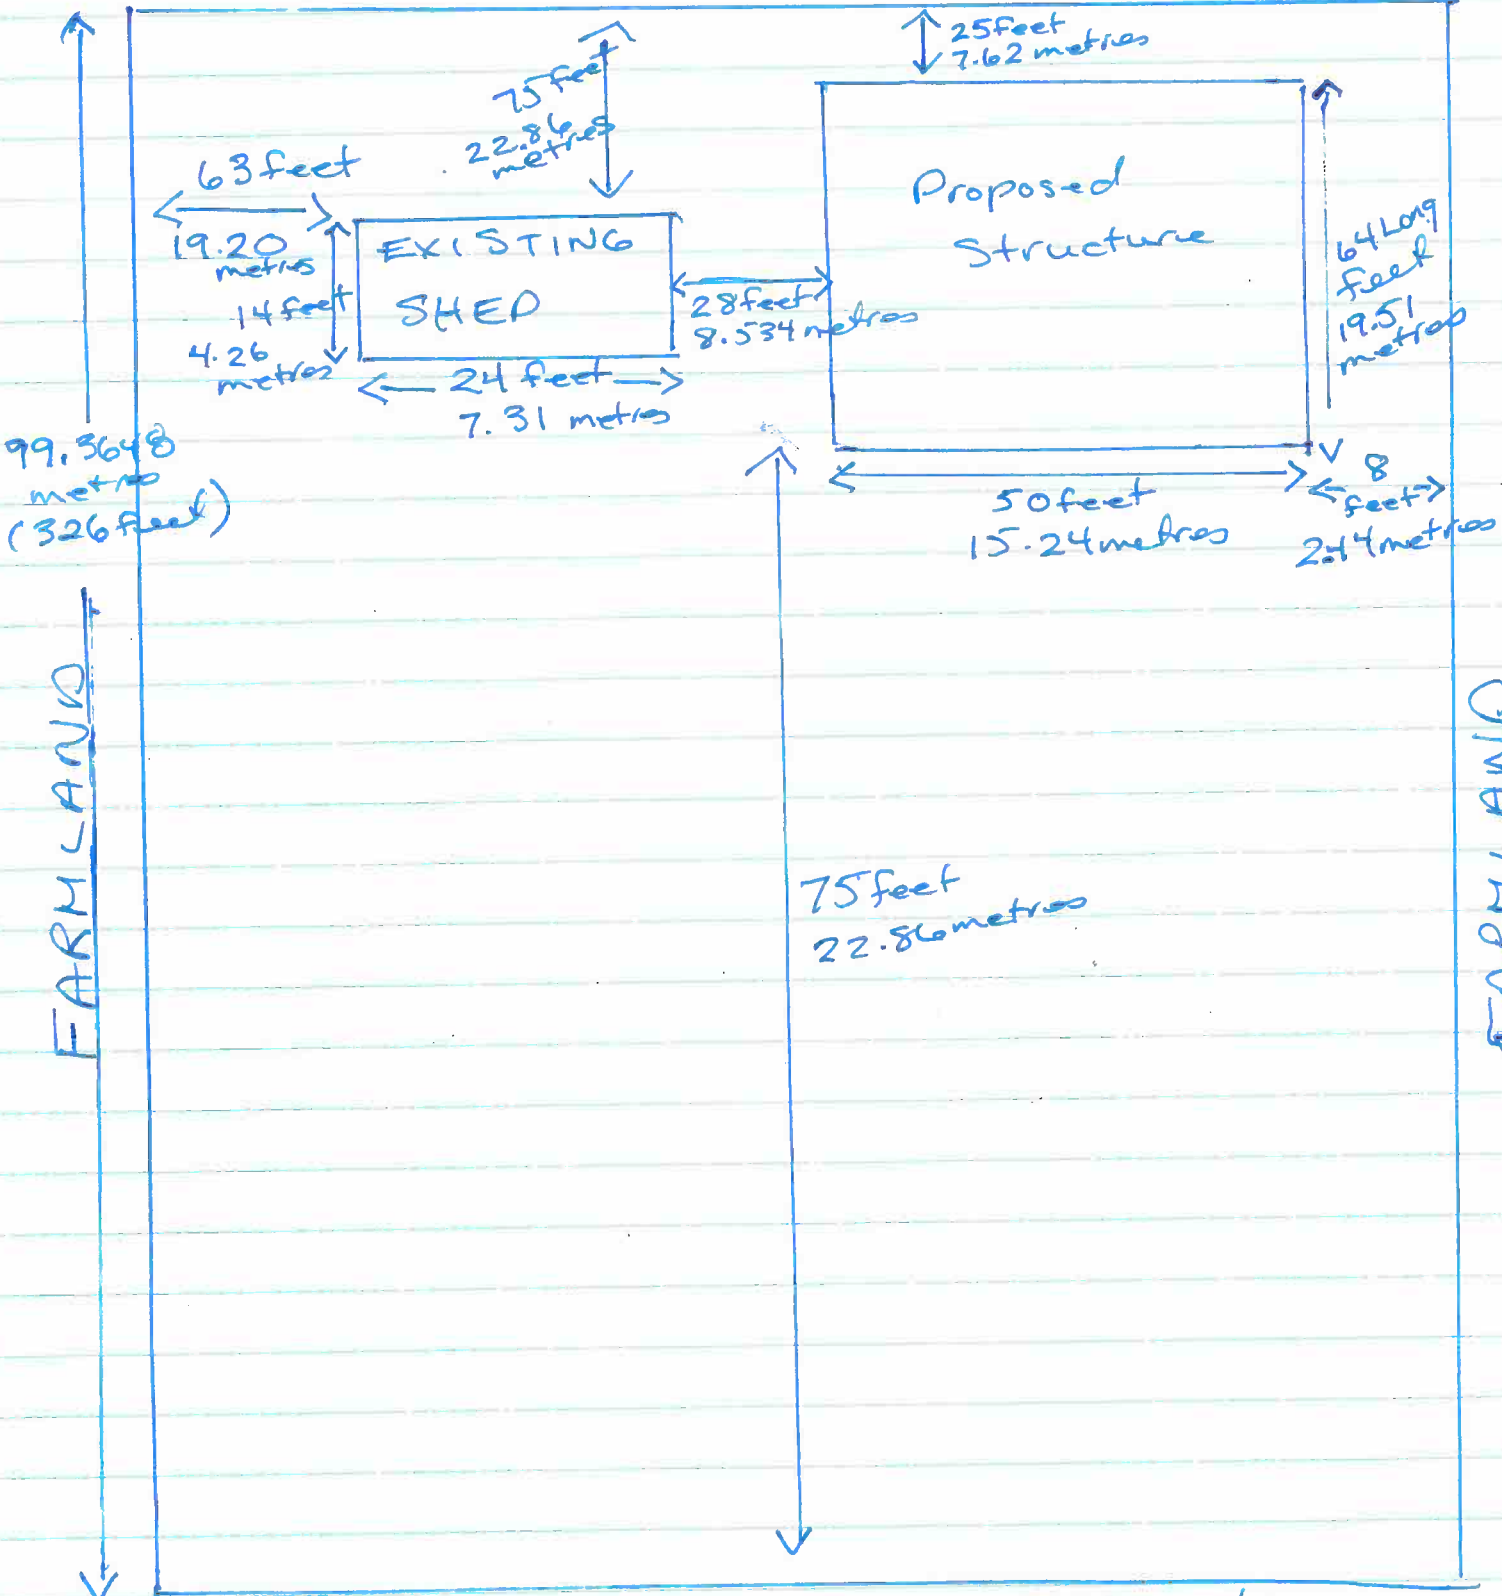 25 feet
7.62 metres
75 feet
22.86
metres
63 feet
19.20
metres
14 feet
4.26
metres
EXISTING
SHED
24 feet
7.31 metres
28 feet
8.534 metres
Proposed
Structure
64 Long
feet
19.51
metres
50 feet
15.24 metres
8
feet
metres
99.3648
metres
(326 feet)
FARMLAND
75 feet
22.86 metres
FARMLAND